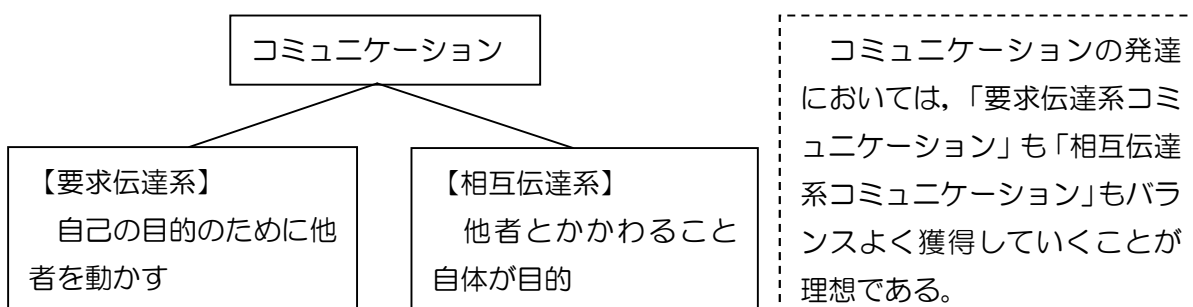 コミュニケーション
【要求伝達系】
自己の目的のために他
者を動かす
【相互伝達系】
他者とかかわること
自体が目的
コミュニケーションの発達
においては，「要求伝達系コミ
ュニケーション」も「相互伝達
系コミュニケーション」もバラ
ンスよく獲得していくことが
理想である。